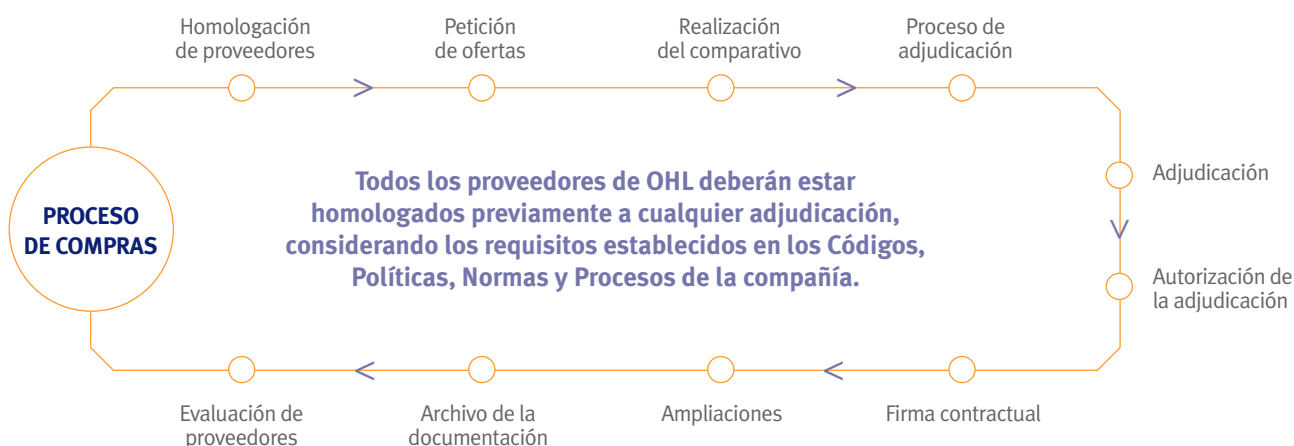 Homologación
de proveedores
Petición
de ofertas
Realización
del comparativo
Proceso de
adjudicación
Adjudicación
Autorización de
la adjudicación
Firma contractual
Ampliaciones
Archivo de la
documentación
Evaluación de
proveedores
PROCESO
DE COMPRAS
Todos los proveedores de OHL deberán estar
homologados previamente a cualquier adjudicación,
considerando los requisitos establecidos en los Códigos,
Políticas, Normas y Procesos de la compañía.